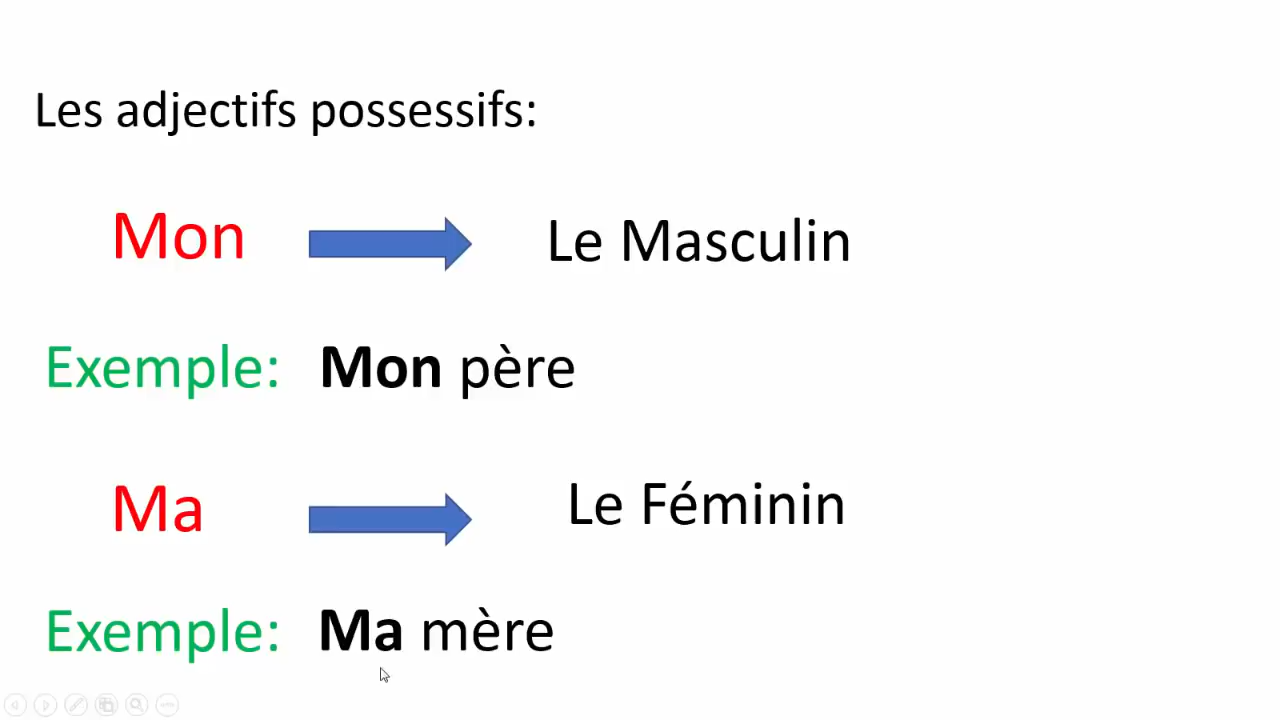 Les adjectifs possessifs:
Mon Le Masculin
Exemple: Mon père
Ma Le Féminin
Exemple: Ma mère